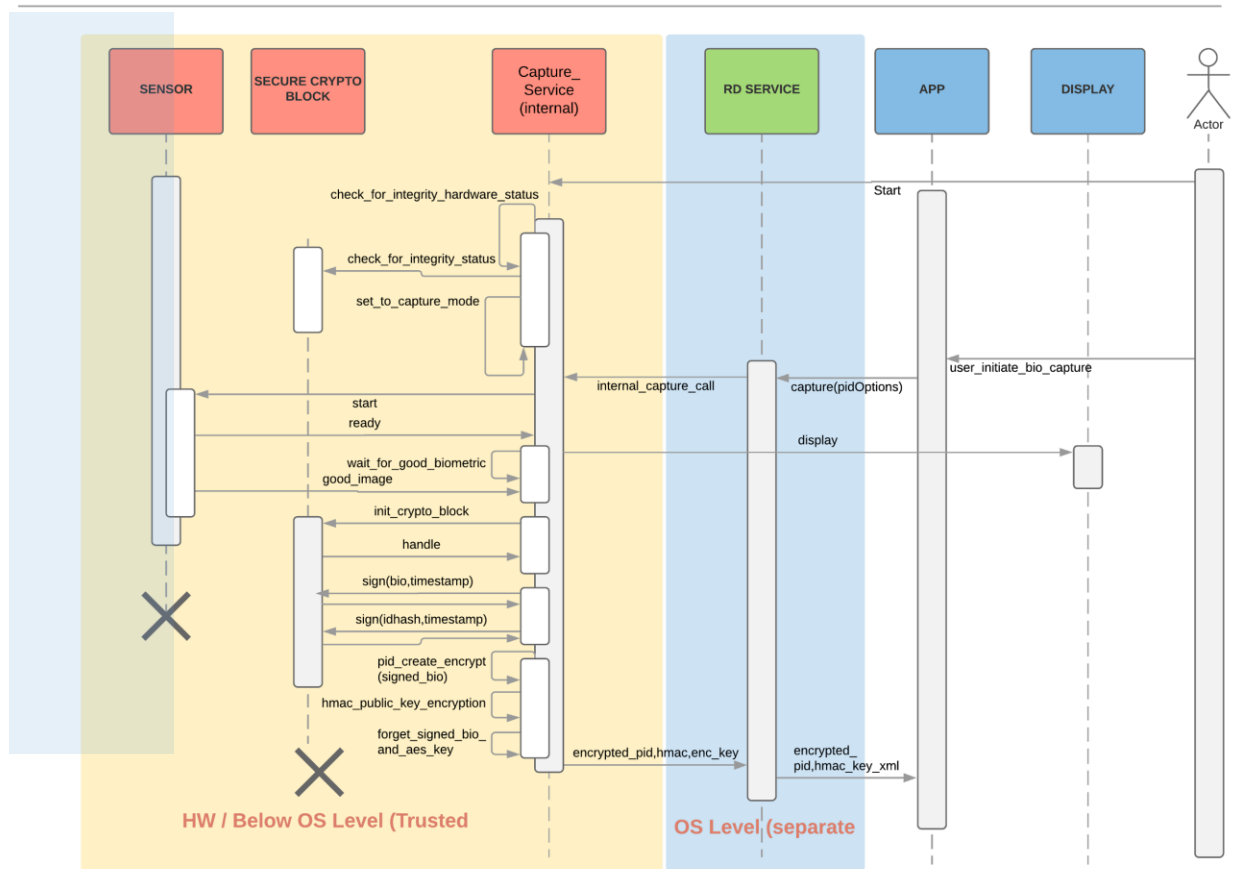 SENSOR
SECURE CRYPTO
BLOCK
Capture_
Service
(internal)
RD SERVICE
APP
DISPLAY
Actor
Start
check_for_integrity_hardware_status
check_for_integrity_status
set_to_capture_mode
user_initiate_bio_capture
capture(pidOptions)
internal_capture_call
start
ready
display
wait_for_good_biometric
good_image
init_crypto_block
handle
sign(bio,timestamp)
sign(idhash,timestamp)
pid_create_encrypt
(signed_bio)
hmac_public_key_encryption
forget_signed_bio_
and_aes_key
encrypted_pid,hmac,enc_key
encrypted_
pid,hmac_key_xml)
HW / Below OS Level (Trusted
OS Level (separate